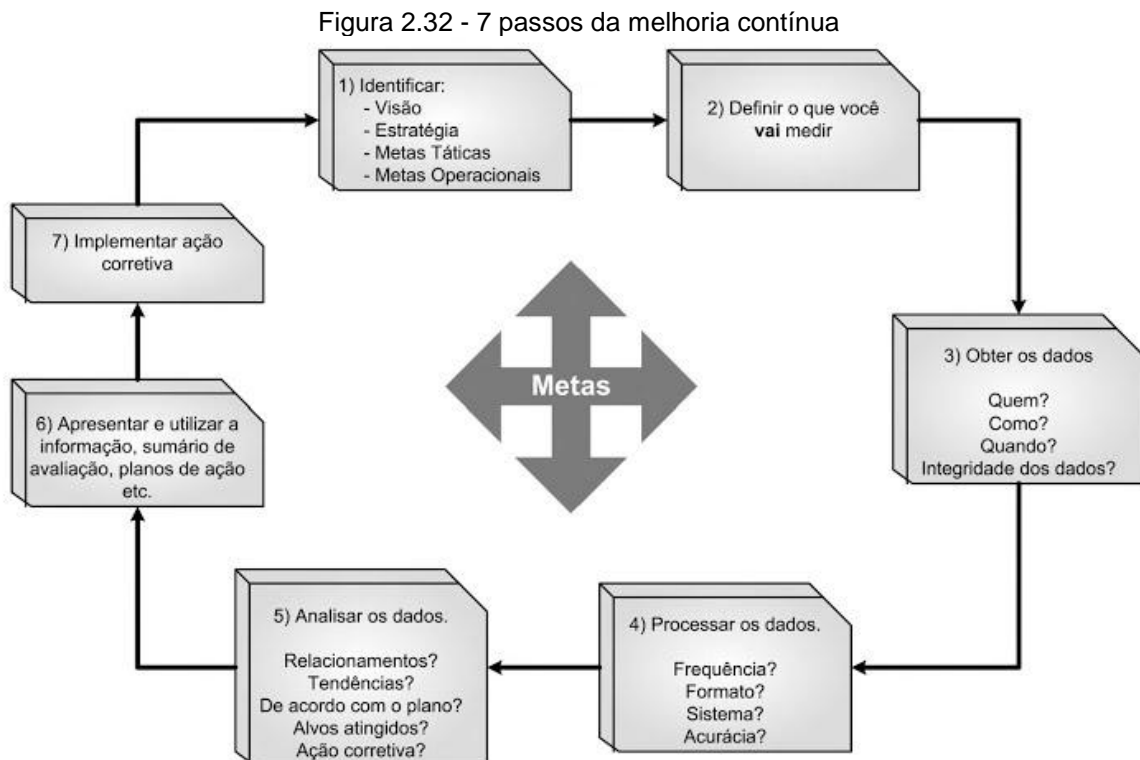 Figura 2.32 - 7 passos da melhoria contínua
1) Identificar:
- Visão
- Estratégia
- Metas Táticas
- Metas Operacionais
2) Definir o que você
vai medir
3) Obter os dados
Quem?
Como?
Quando?
Integridade dos dados?
4) Processar os dados.
Frequência?
Formato?
Sistema?
Acurácia?
5) Analisar os dados.
Relacionamentos?
Tendências?
De acordo com o plano?
Alvos atingidos?
Ação corretiva?
6) Apresentar e utilizar a
informação, sumário de
avaliação, planos de ação
etc.
7) Implementar ação
corretiva
Metas